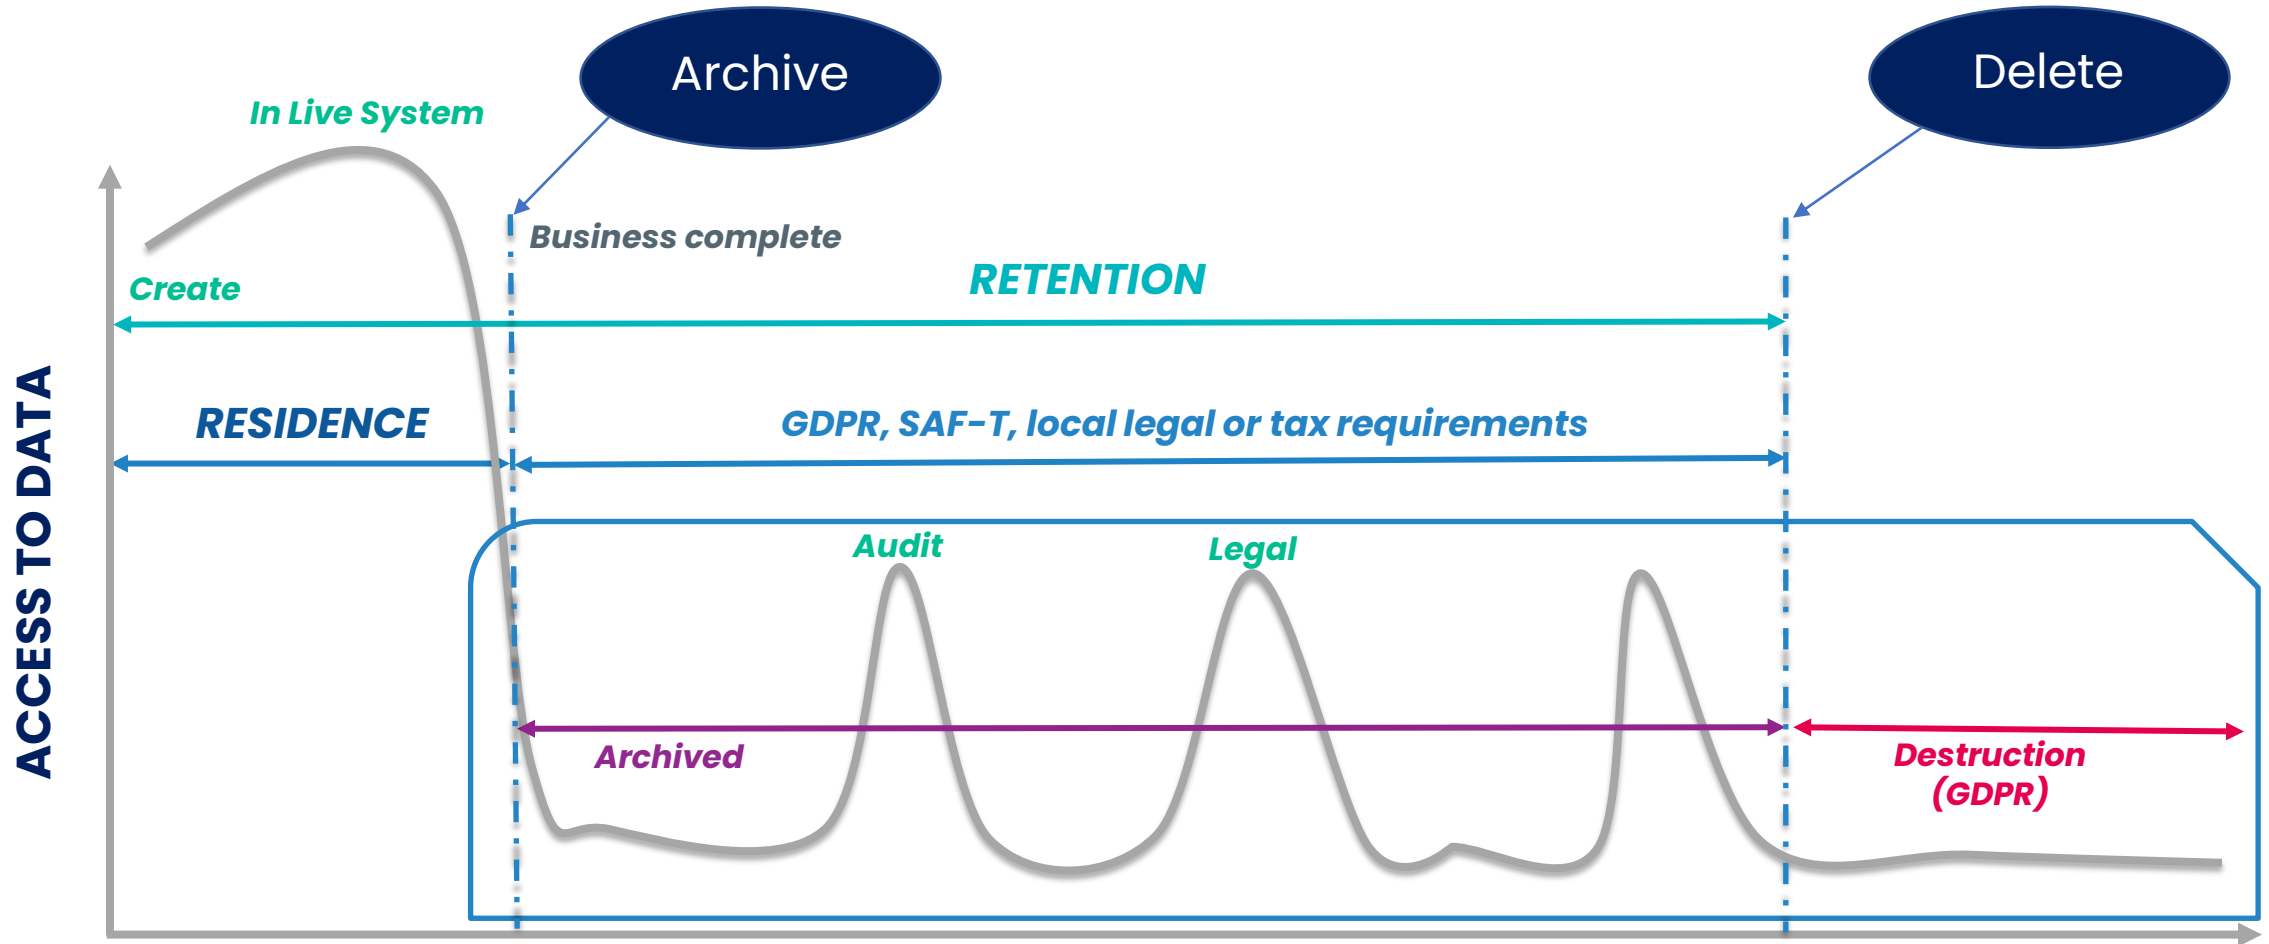 Archive
Delete
In Live System
Business complete
RETENTION
Create
ACCESS TO DATA
RESIDENCE
GDPR, SAF-T, local legal or tax requirements
Audit
Legal
Archived
Destruction
(GDPR)